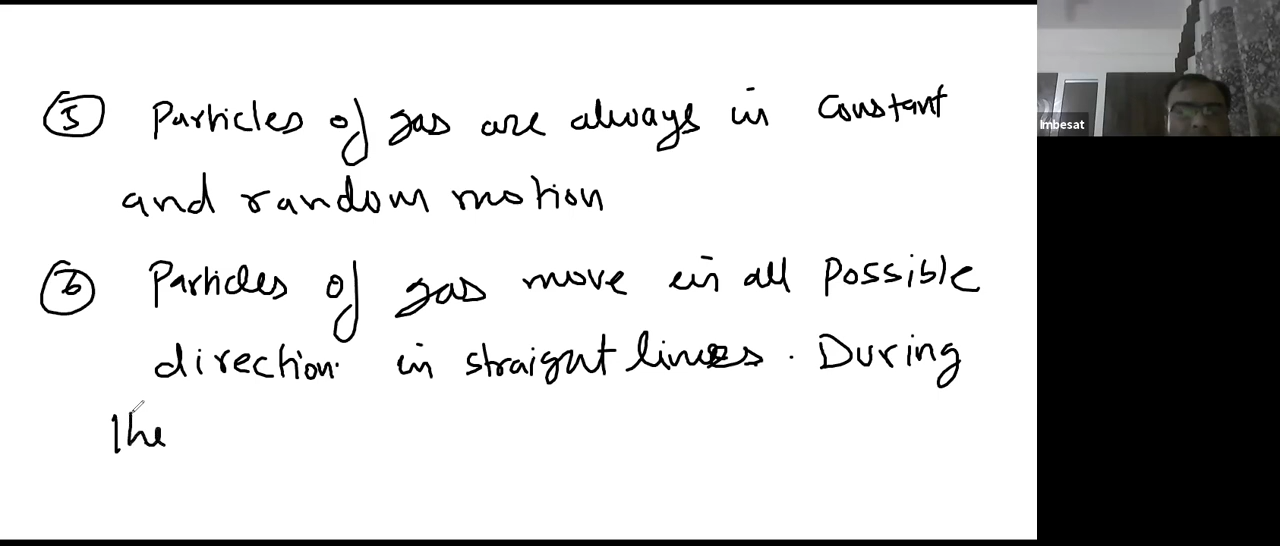 ⑤ Particles of gas are always in constant
and random motion
⑥ Particles of gas move in all possible
direction in straight lines. During
the
Imbesat